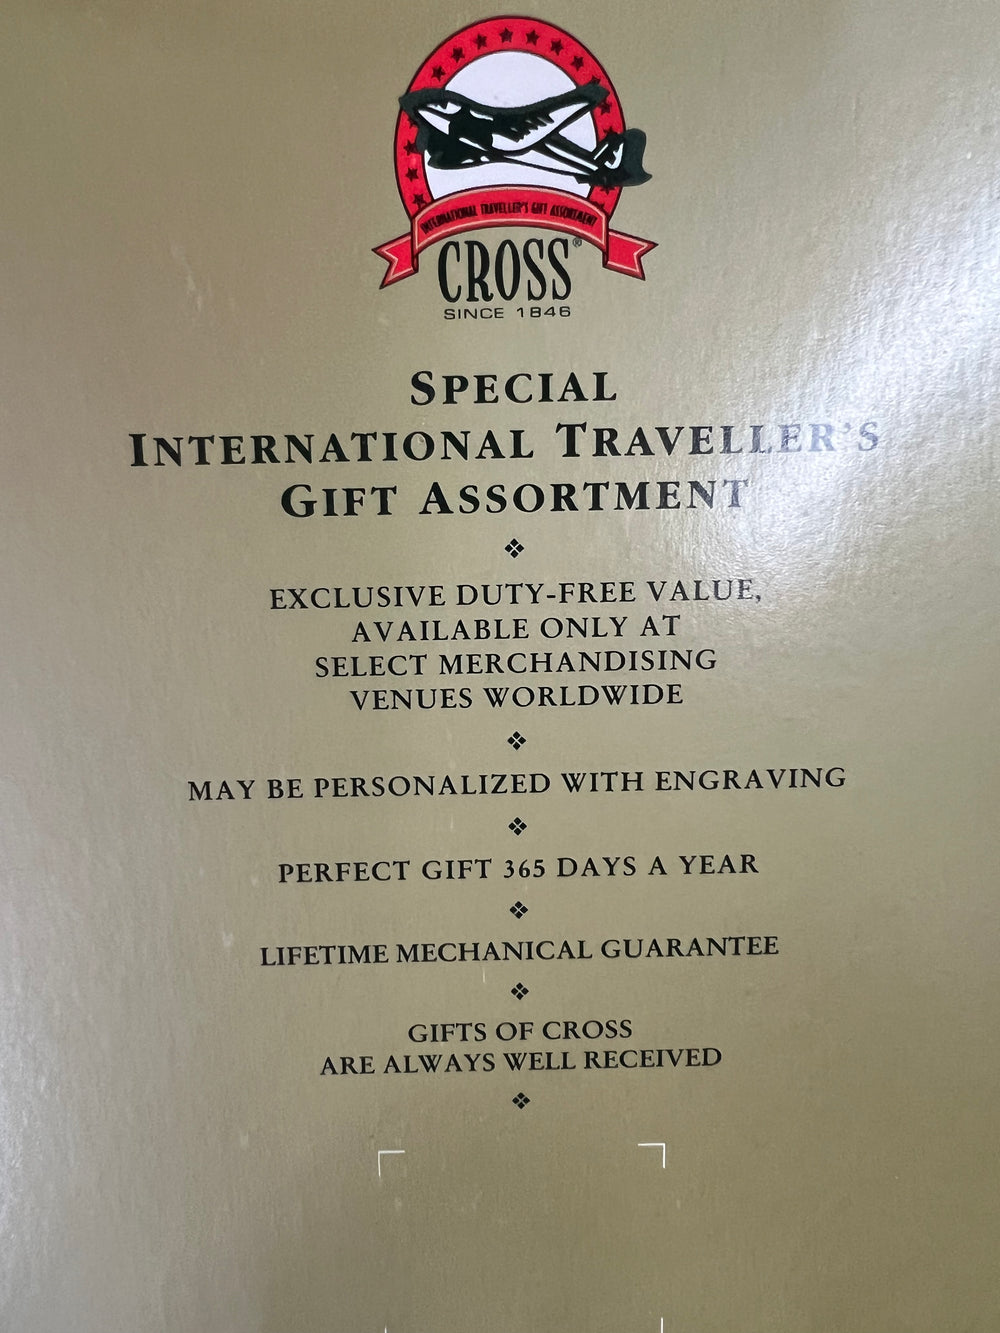 INTERNATIONAL TRAVELLER'S GIFT ASSORTMENT
CROSS®
SINCE 1846
SPECIAL
INTERNATIONAL TRAVELLER'S
GIFT ASSORTMENT
EXCLUSIVE DUTY-FREE VALUE,
AVAILABLE ONLY AT
SELECT MERCHANDISING
VENUES WORLDWIDE
MAY BE PERSONALIZED WITH ENGRAVING
PERFECT GIFT 365 DAYS A YEAR
LIFETIME MECHANICAL GUARANTEE
GIFTS OF CROSS
ARE ALWAYS WELL RECEIVED